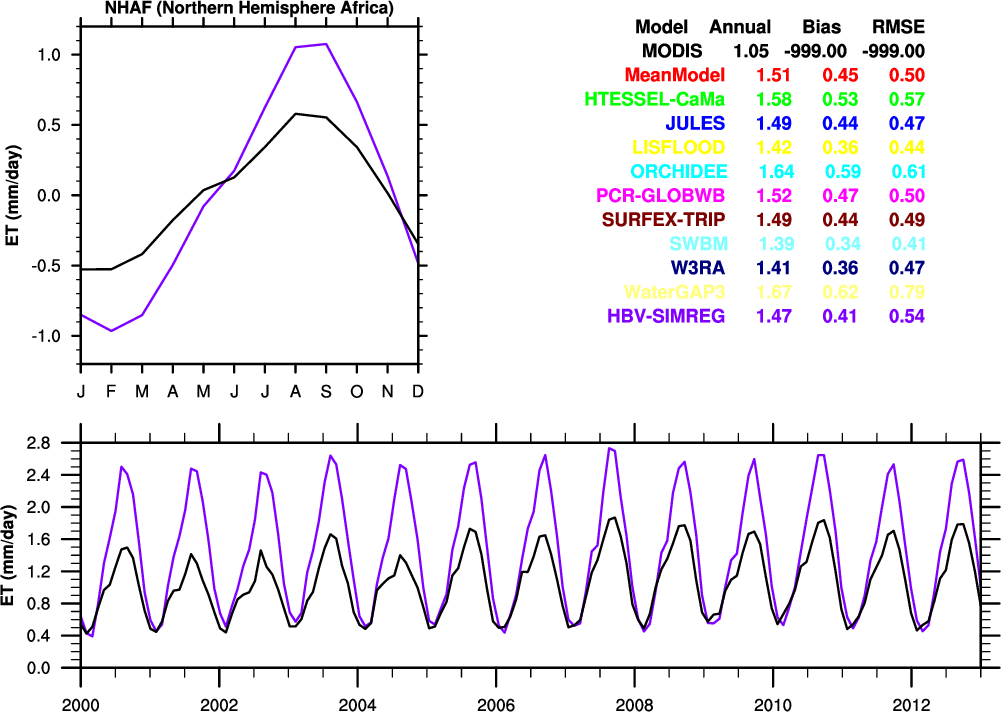 NHAF (Northern Hemisphere Africa)
ET (mm/day)
1.0
0.5
0.0
-0.5
-1.0
J F M A M J J A S O N D
Model Annual Bias RMSE
MODIS 1.05 -999.00 -999.00
MeanModel 1.51 0.45 0.50
HTESSEL-CaMa 1.58 0.53 0.57
JULES 1.49 0.44 0.47
LISFLOOD 1.42 0.36 0.44
ORCHIDEE 1.64 0.59 0.61
PCR-GLOBWB 1.52 0.47 0.50
SURFEX-TRIP 1.49 0.44 0.49
SWBM 1.39 0.34 0.41
W3RA 1.41 0.36 0.47
WaterGAP3 1.67 0.62 0.79
HBV-SIMREG 1.47 0.41 0.54
ET (mm/day)
2.8
2.4
2.0
1.6
1.2
0.8
0.4
0.0
2000 2002 2004 2006 2008 2010 2012